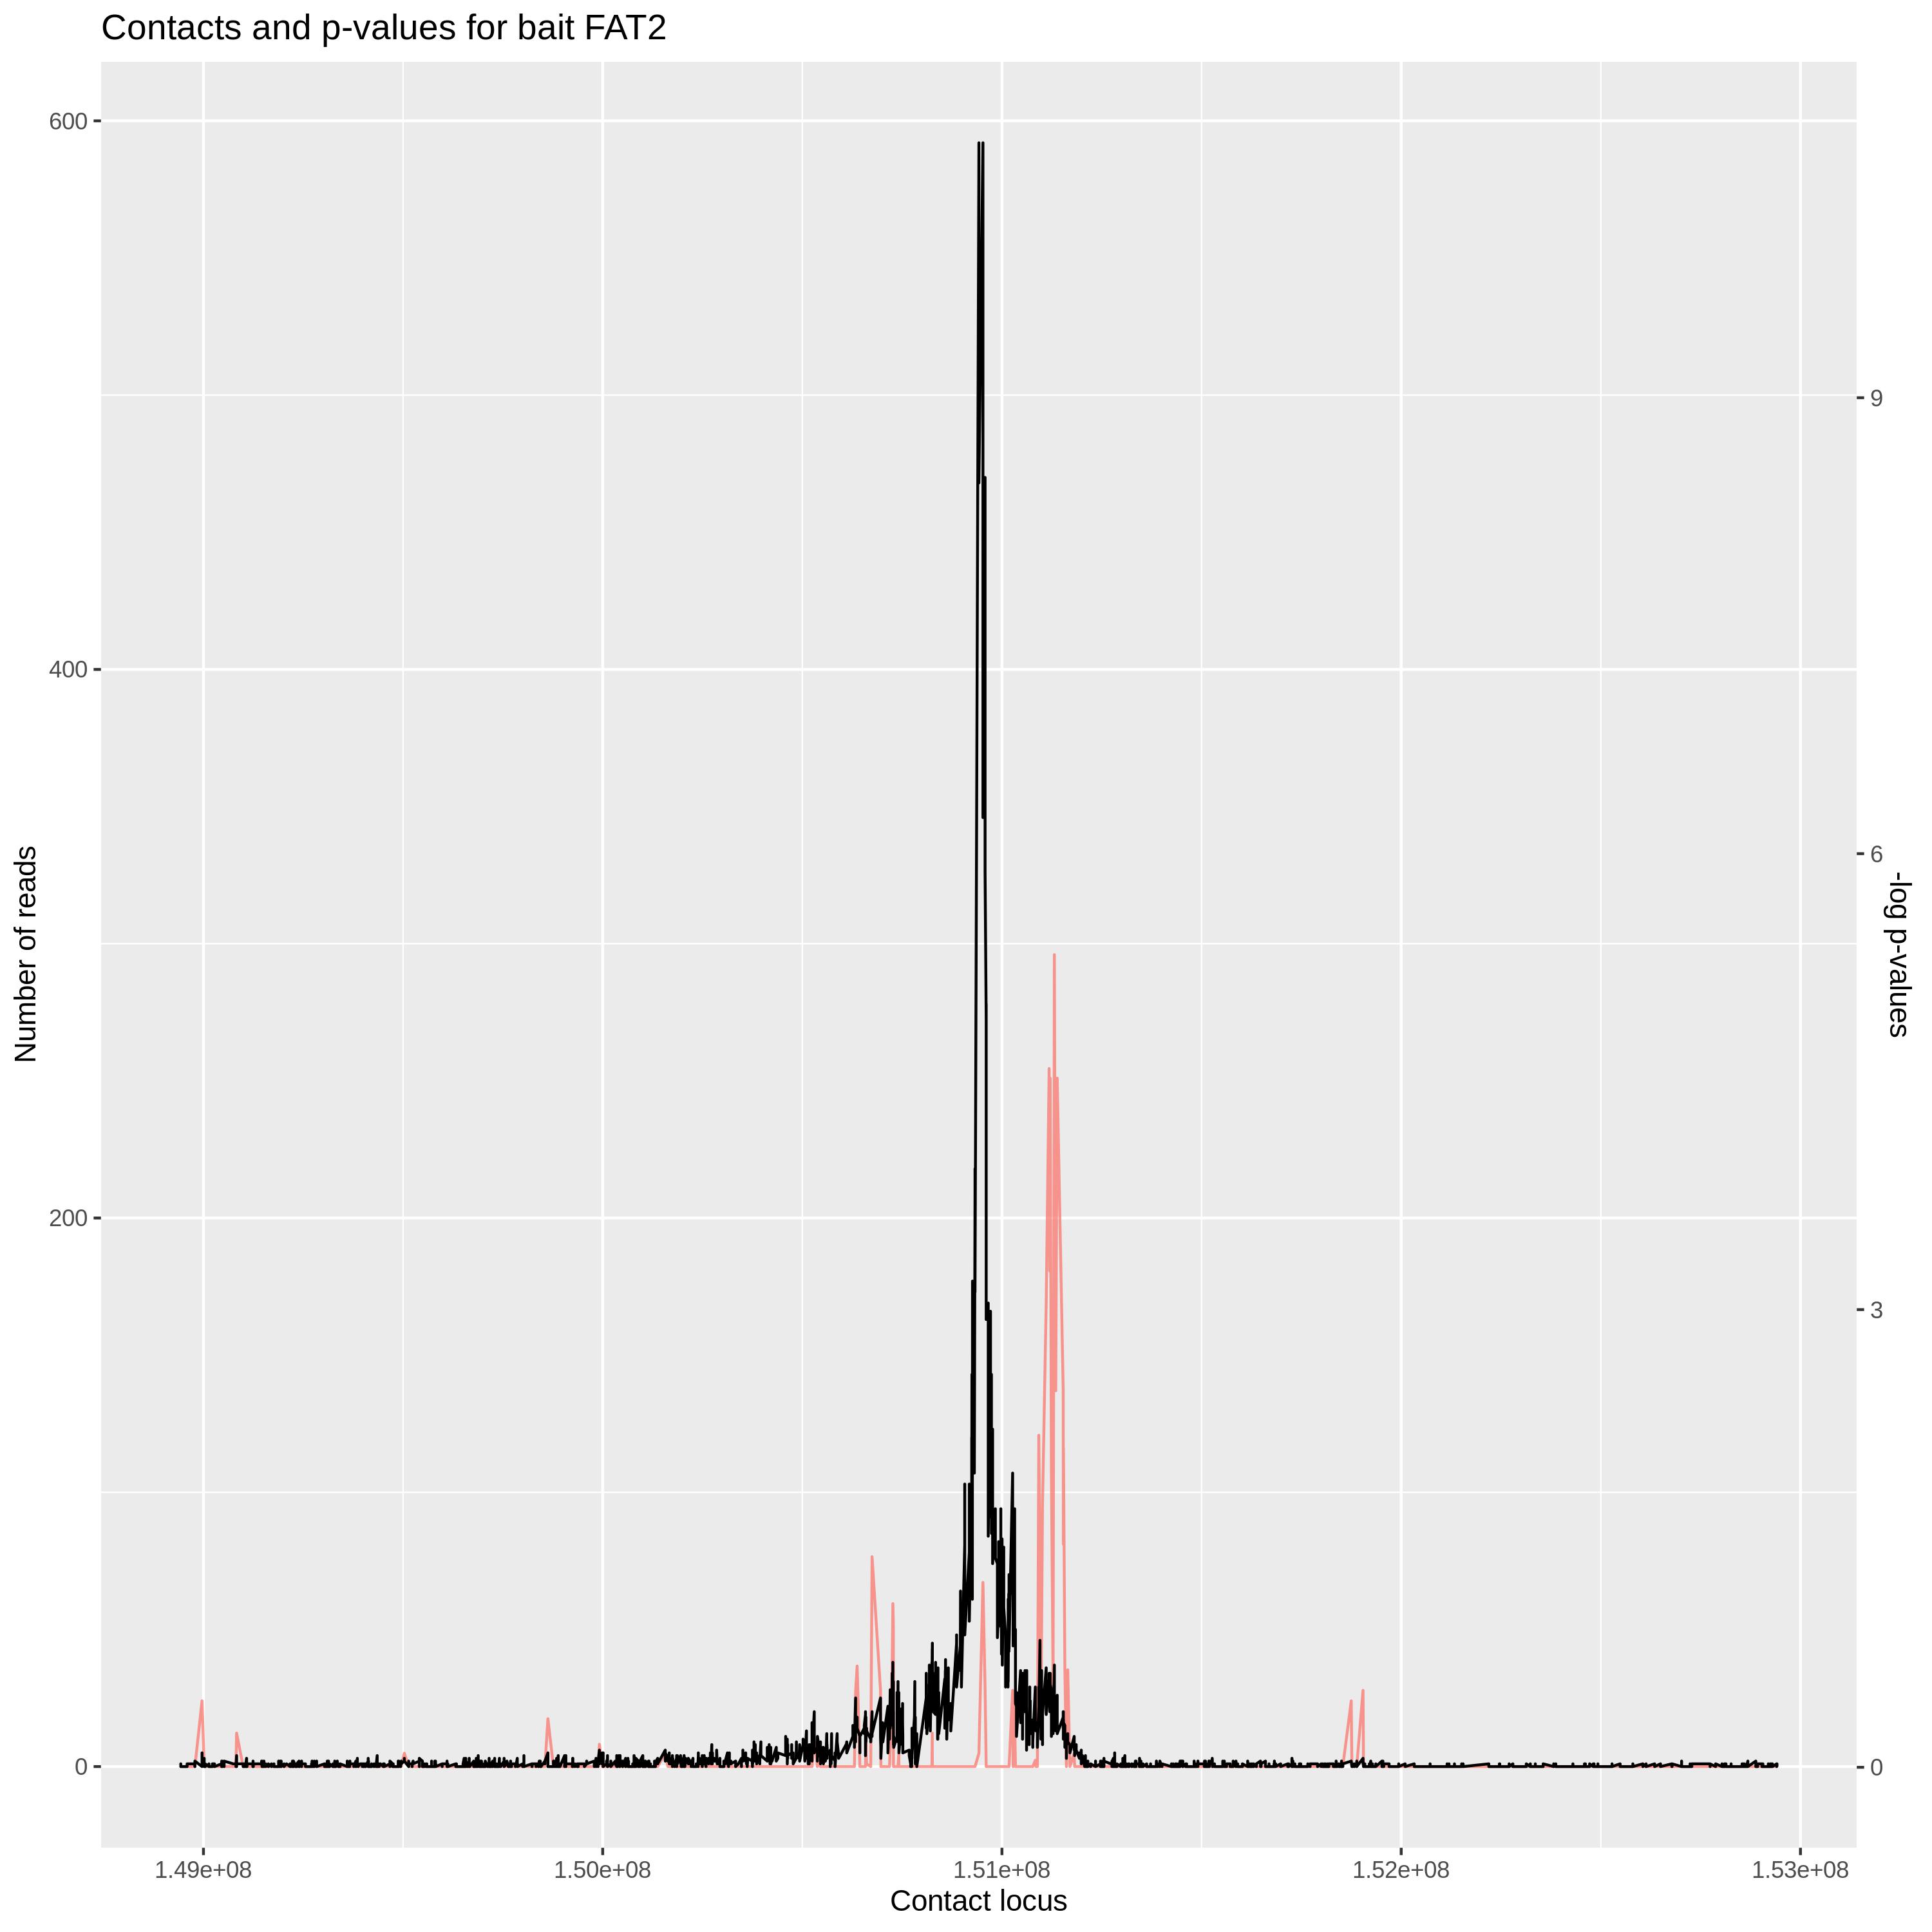 Contacts and p-values for bait FAT2
600
400
200
0
Number of reads
9
6
3
0
-log p-values
1.49e+08 1.50e+08 1.51e+08 1.52e+08 1.53e+08
Contact locus